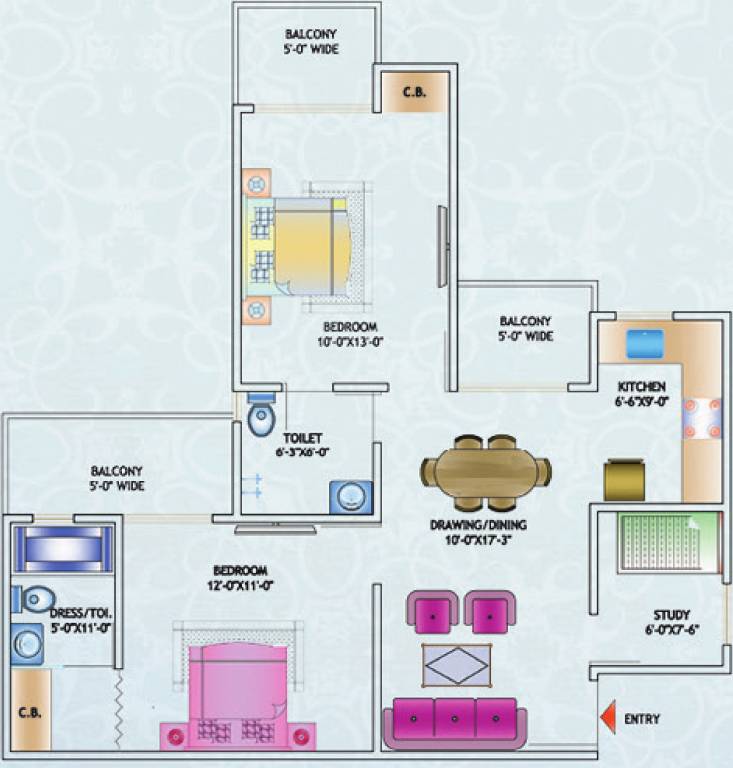 BALCONY
5'-0" WIDE
C.B.
BEDROOM
10'-0"X13'-0"
BALCONY
5'-0" WIDE
KITCHEN
6'-6"X9'-0"
TOILET
6'-3"X6'-0"
BALCONY
5'-0" WIDE
DRAWING/DINING
10'-0"X17'-3"
BEDROOM
12'-0"X11'-0"
DRESS/TOI.
5'-0"X11'-0"
STUDY
6'-0"X7'-6"
C.B.
ENTRY